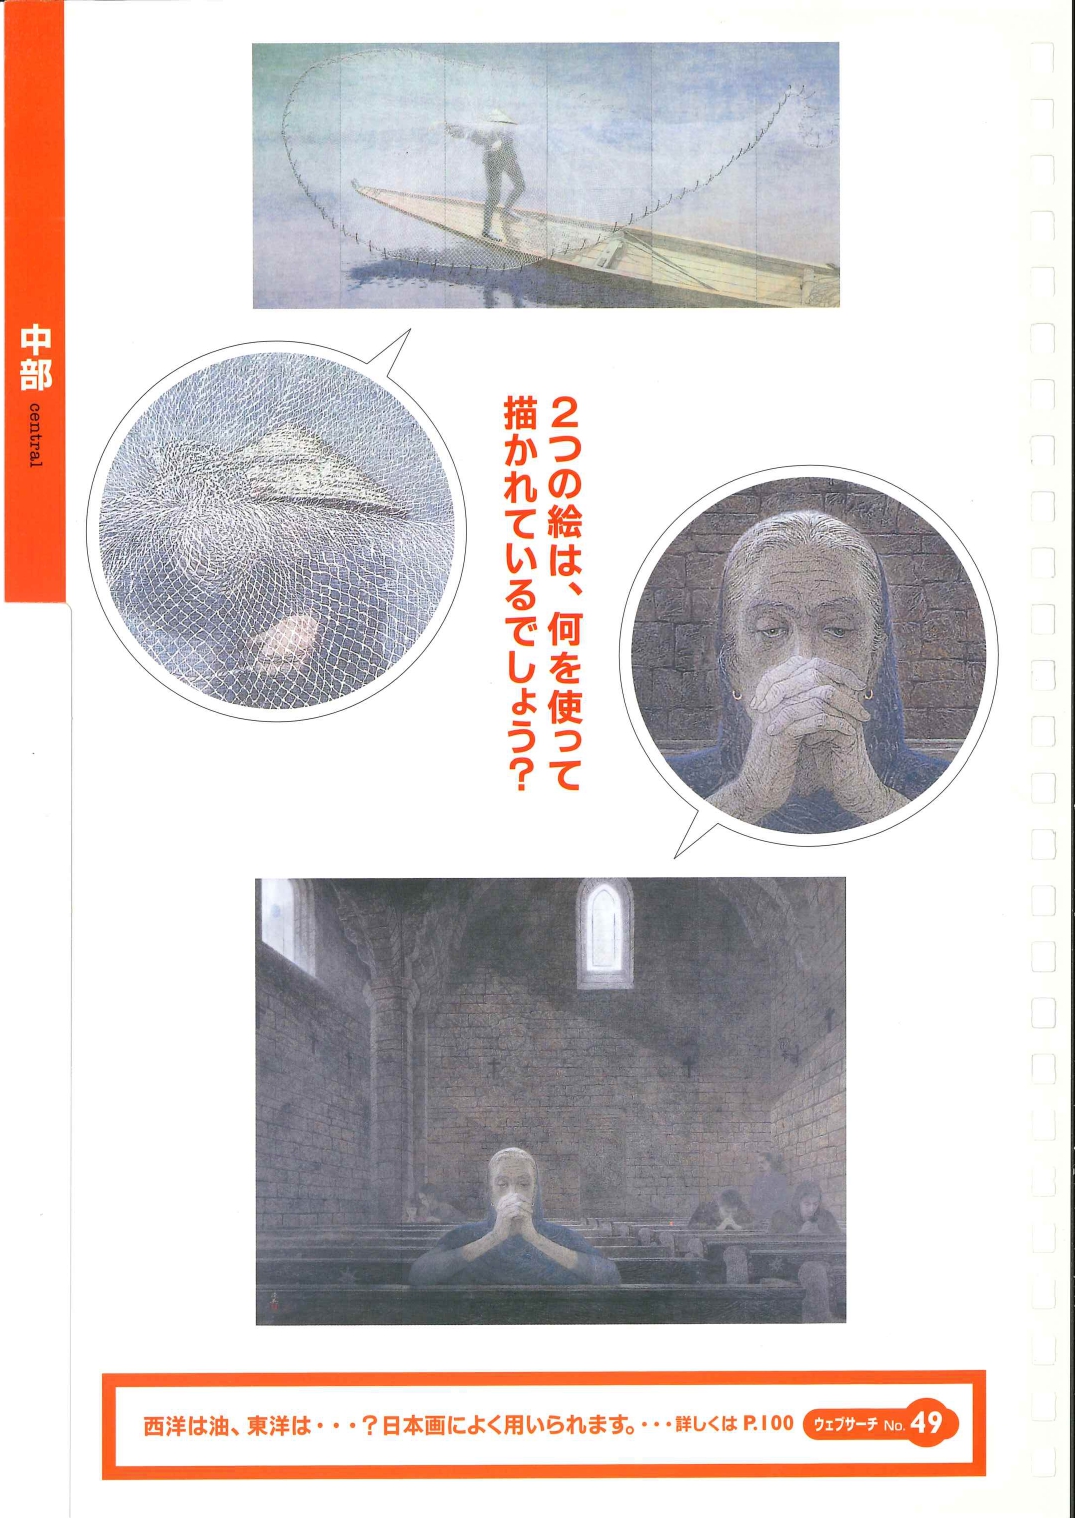 中部
central
2つの絵は、何を使って
描かれているでしょう?
西洋は油、東洋は・・・?日本画によく用いられます。・・・詳しくは P.100 ウェブサーチ No. 49